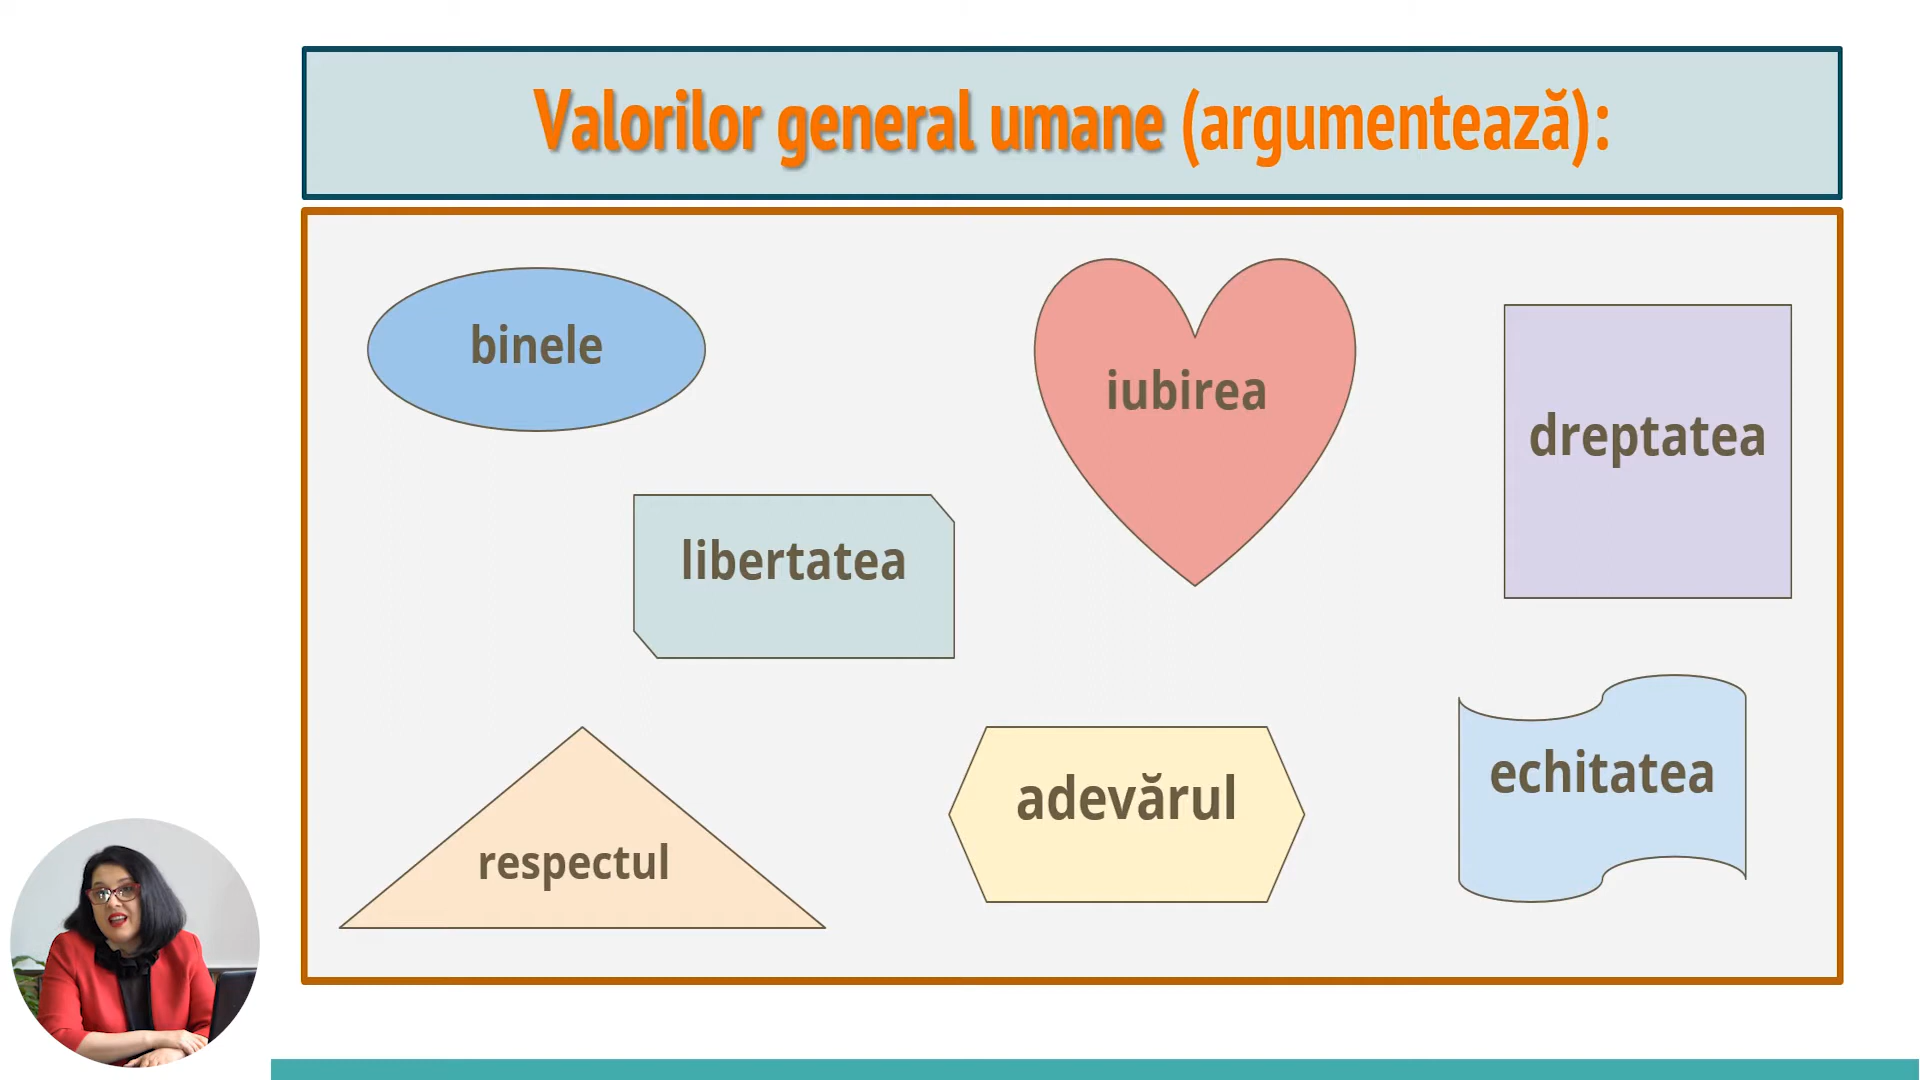 Valorilor general umane (argumentează):
binele
iubirea
dreptatea
libertatea
respectul
adevărul
echitatea